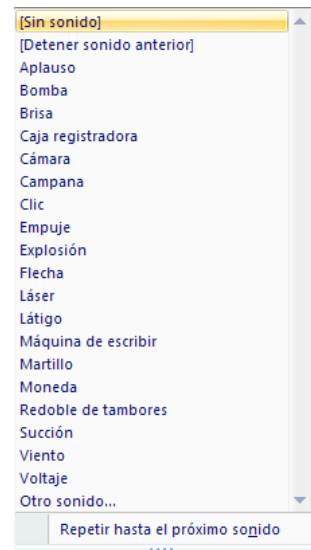 [Sin sonido]
[Detener sonido anterior]
Aplauso
Bomba
Brisa
Caja registradora
Cámara
Campana
Clic
Empuje
Explosión
Flecha
Láser
Látigo
Máquina de escribir
Martillo
Moneda
Redoble de tambores
Succión
Viento
Voltaje
Otro sonido...
Repetir hasta el próximo sonido